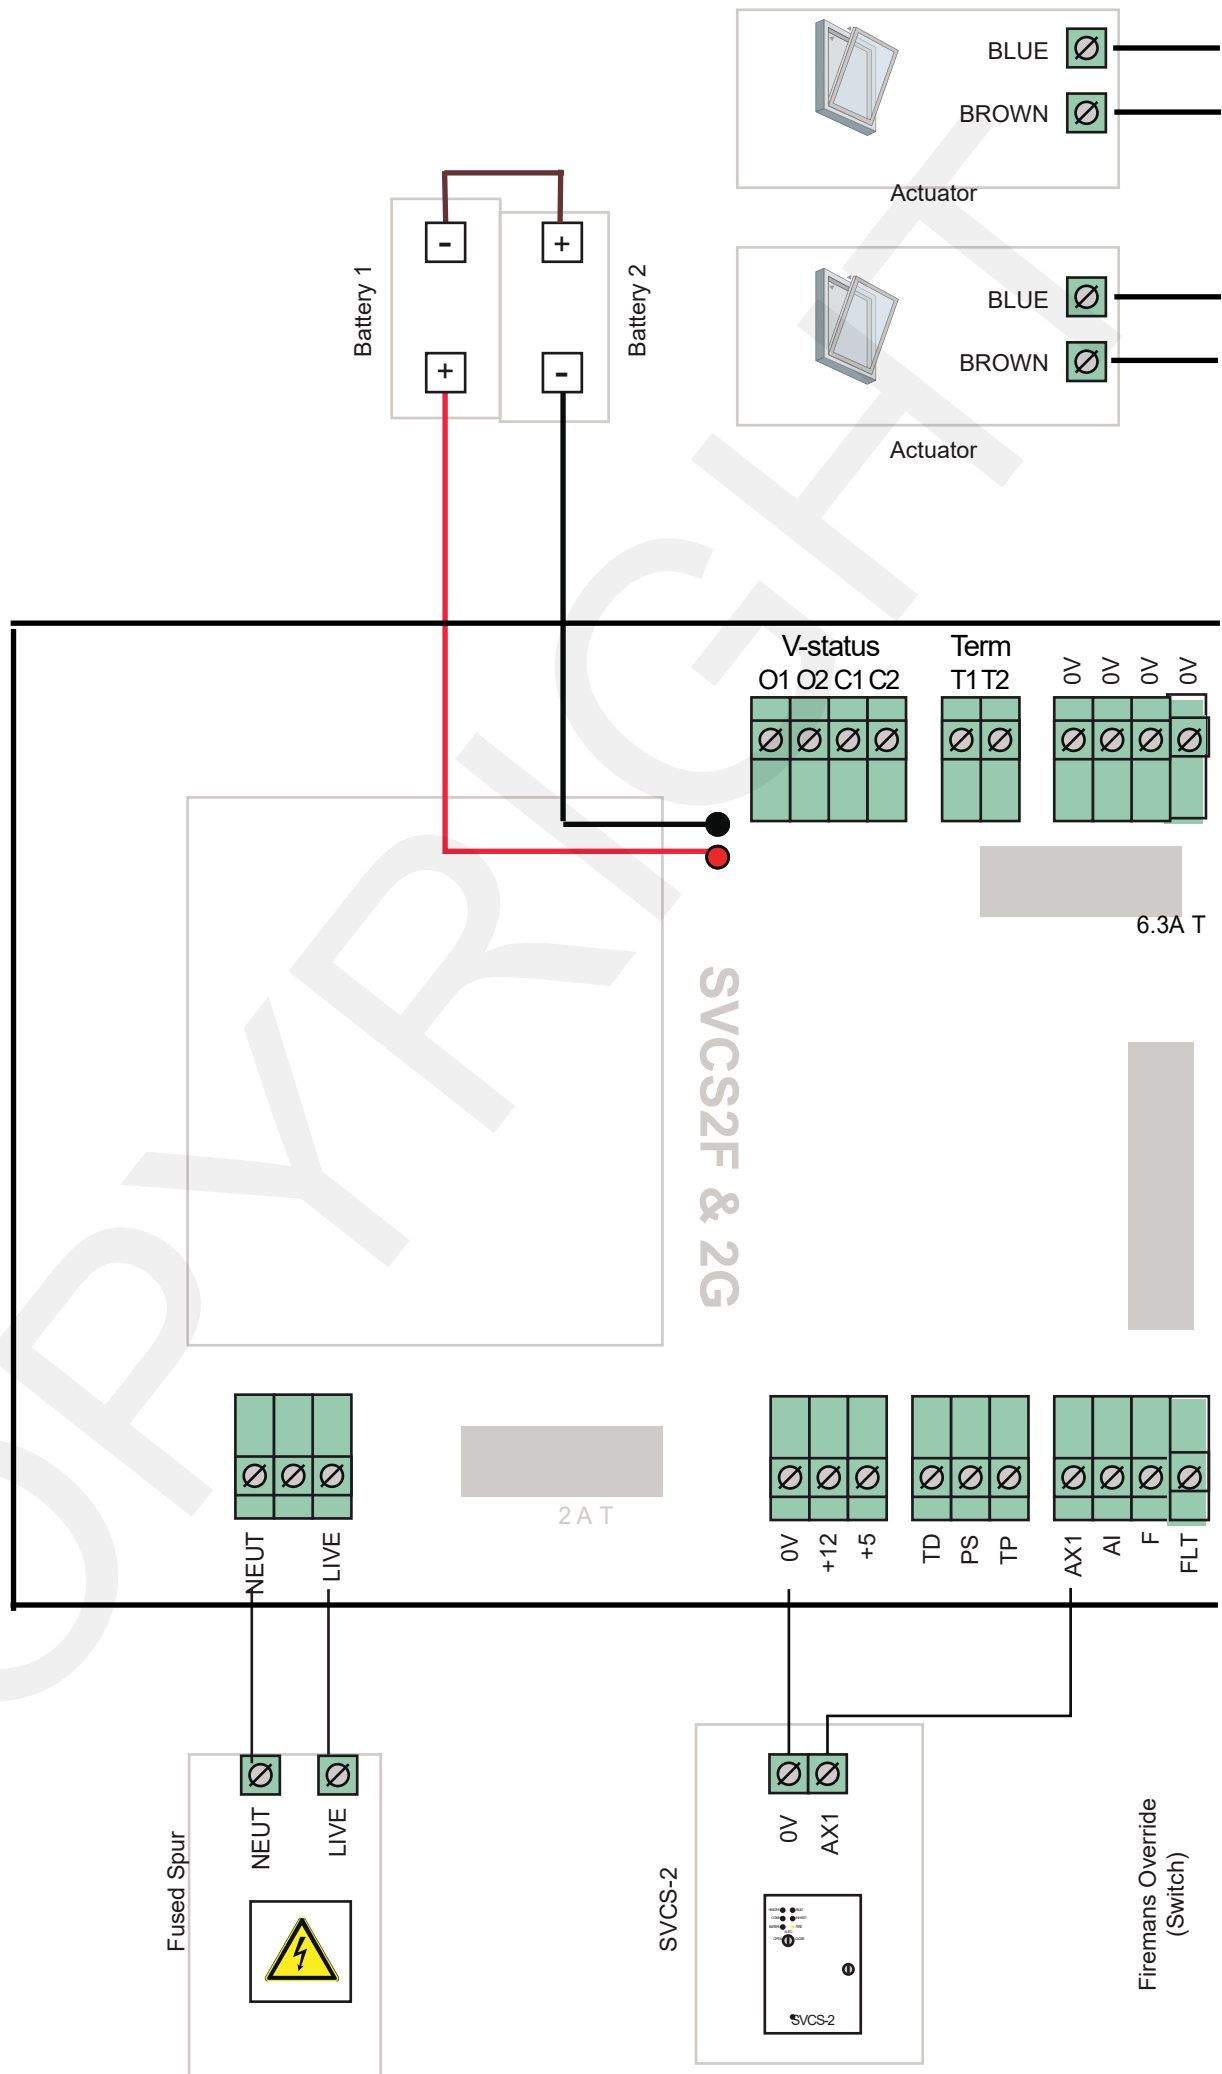 BLUE
BROWN
Actuator
Battery 1
-
+
+
-
Battery 2
BLUE
BROWN
Actuator
V-status
O1 O2 C1 C2
Term
T1 T2
0V
0V
0V
0V
6.3A T
SVCS2F & 2G
2 A T
NEUT
LIVE
0V
+12
+5
TD
PS
TP
AX1
AI
F
FLT
Fused Spur
NEUT
LIVE
SVCS-2
0V
AX1
SVCS-2
Firemans Override
(Switch)
OPYRIGHT